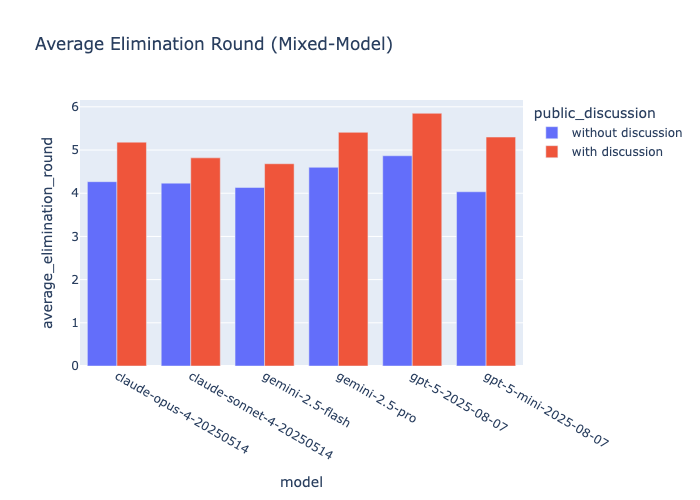 Average Elimination Round (Mixed-Model)
public_discussion
without discussion
with discussion
average_elimination_round
6
5
4
3
2
1
0
claude-opus-4-20250514
claude-sonnet-4-20250514
gemini-2.5-flash
gemini-2.5-pro
gpt-5-2025-08-07
gpt-5-mini-2025-08-07
model